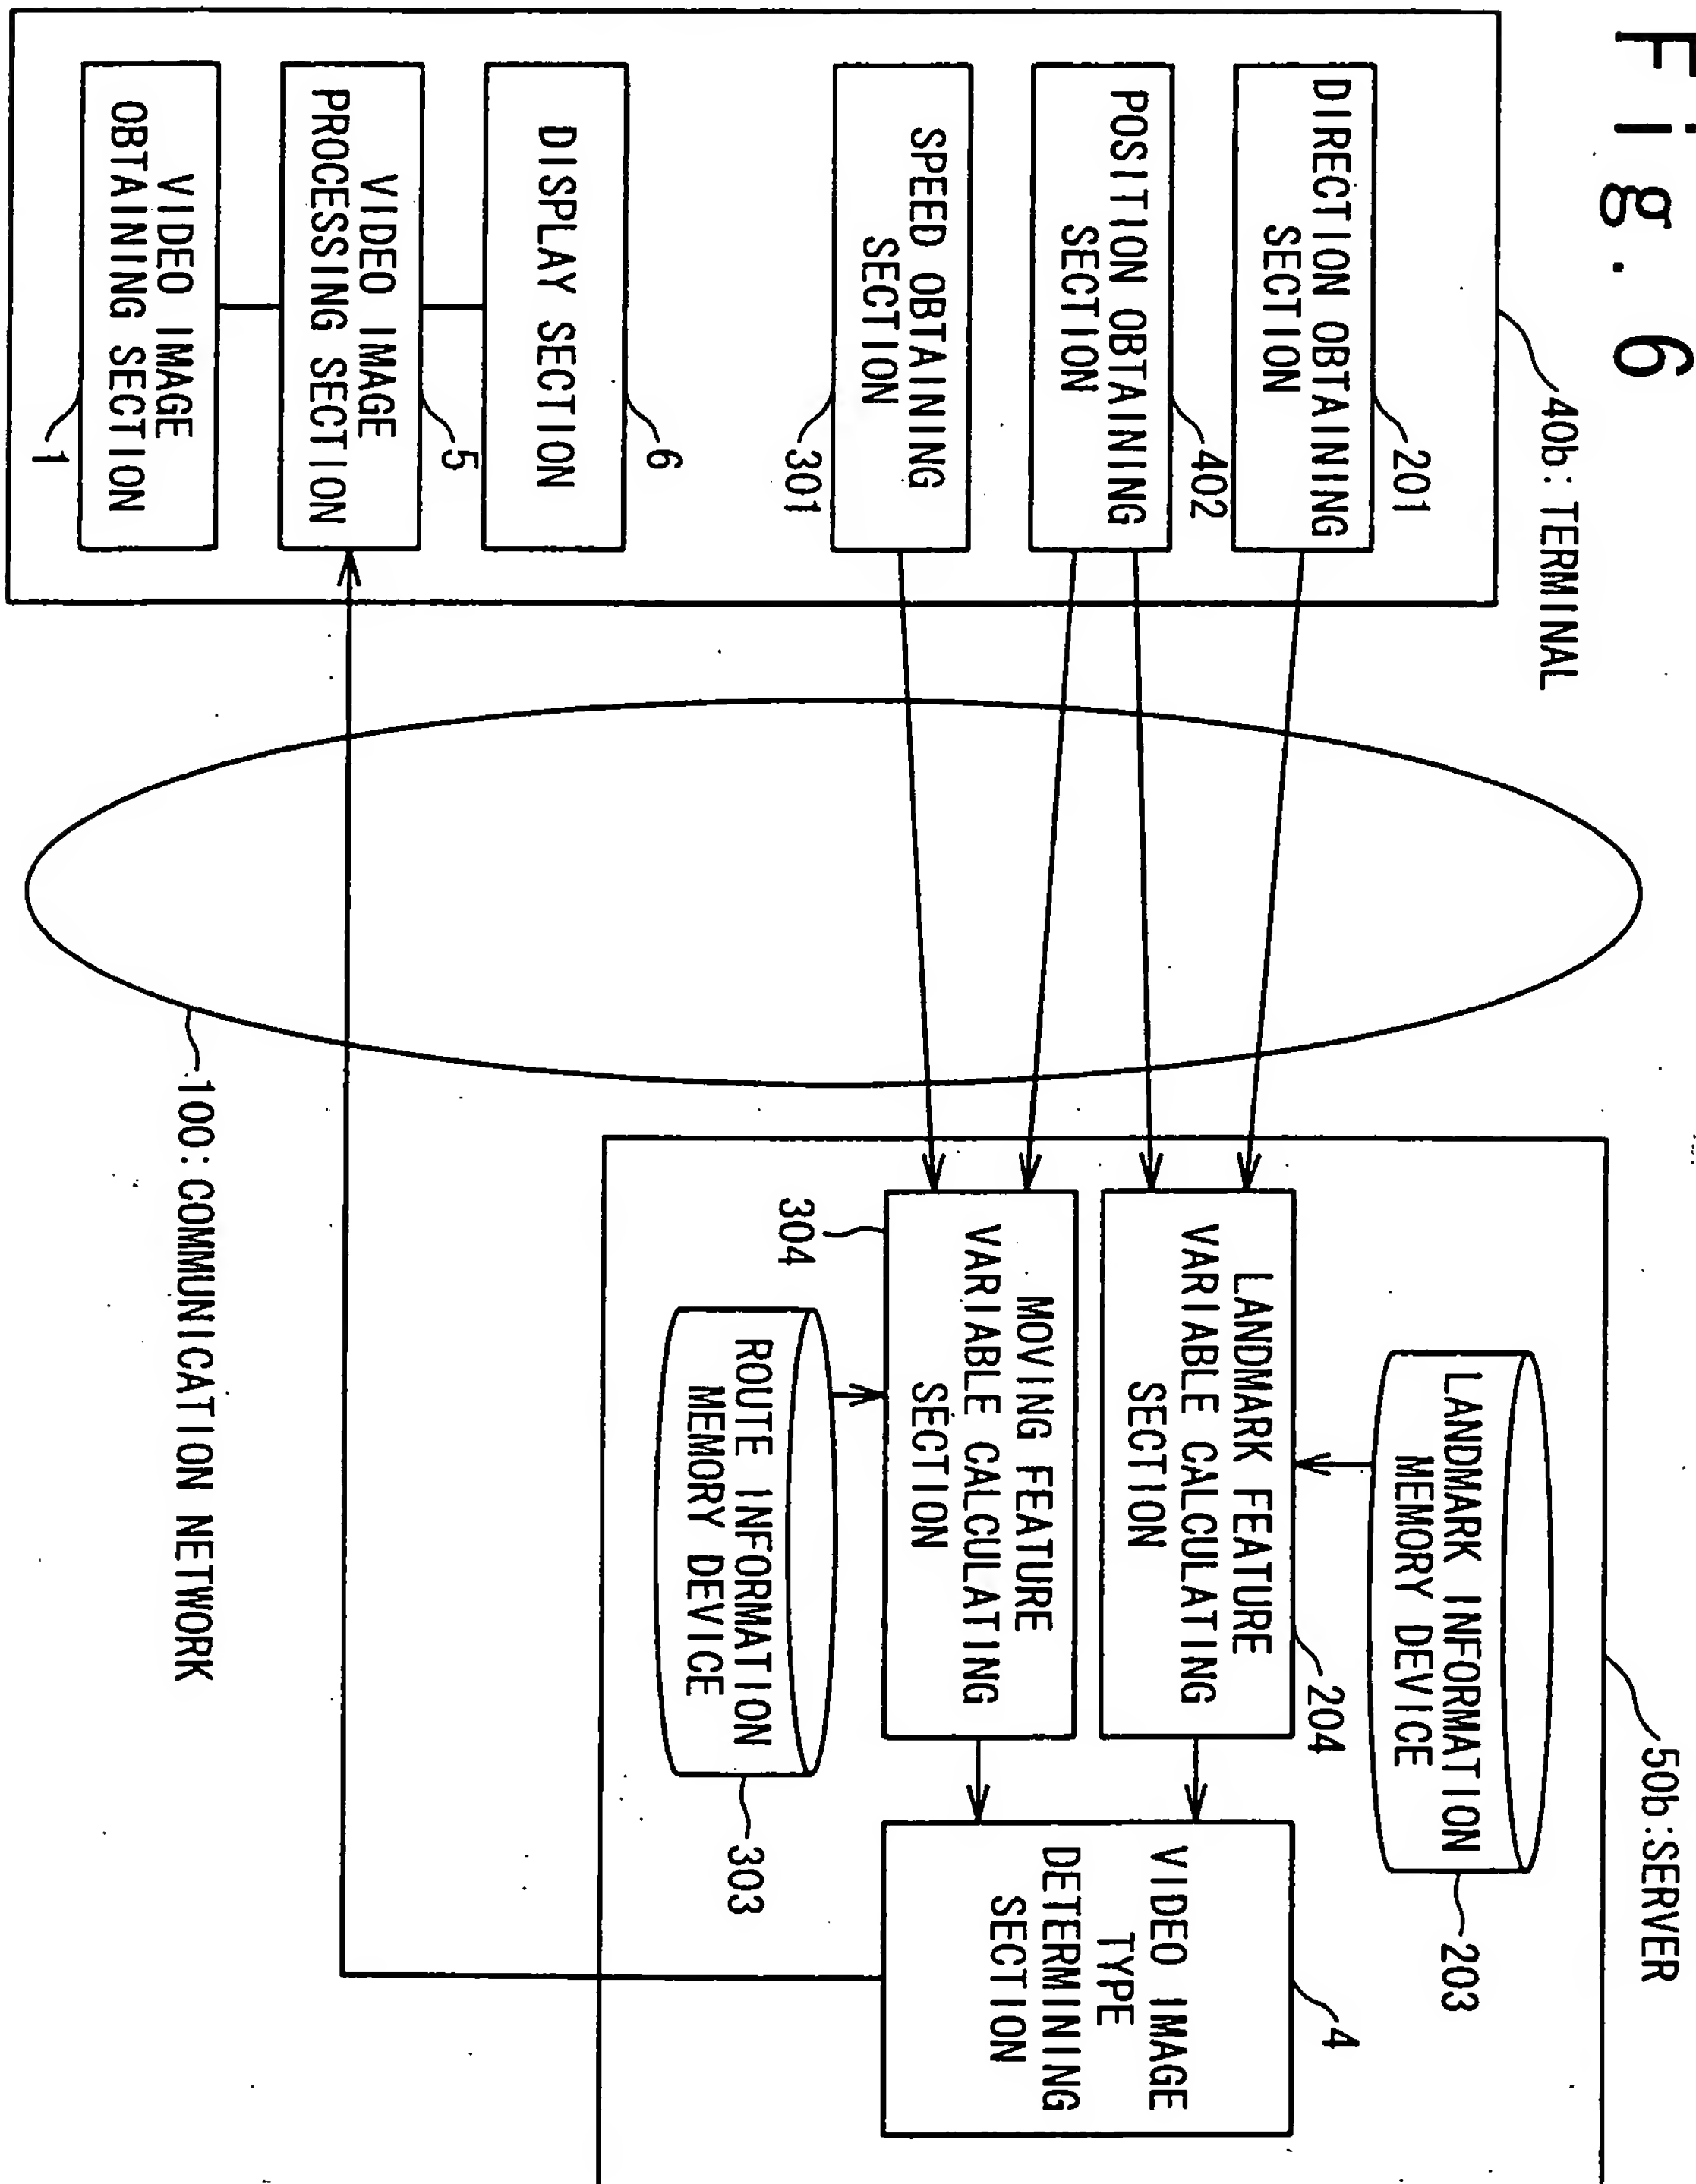 Fig. 6
40b:TERMINAL
DIRECTION OBTAINING
SECTION
201
POSITION OBTAINING
SECTION
402
SPEED OBTAINING
SECTION
301
DISPLAY SECTION
6
VIDEO IMAGE
PROCESSING SECTION
5
VIDEO IMAGE
OBTAINING SECTION
1
100:COMMUNICATION NETWORK
50b:SERVER
LANDMARK INFORMATION
MEMORY DEVICE
203
LANDMARK FEATURE
VARIABLE CALCULATING
SECTION
204
MOVING FEATURE
VARIABLE CALCULATING
SECTION
304
ROUTE INFORMATION
MEMORY DEVICE
303
VIDEO IMAGE
TYPE
DETERMINING
SECTION
4